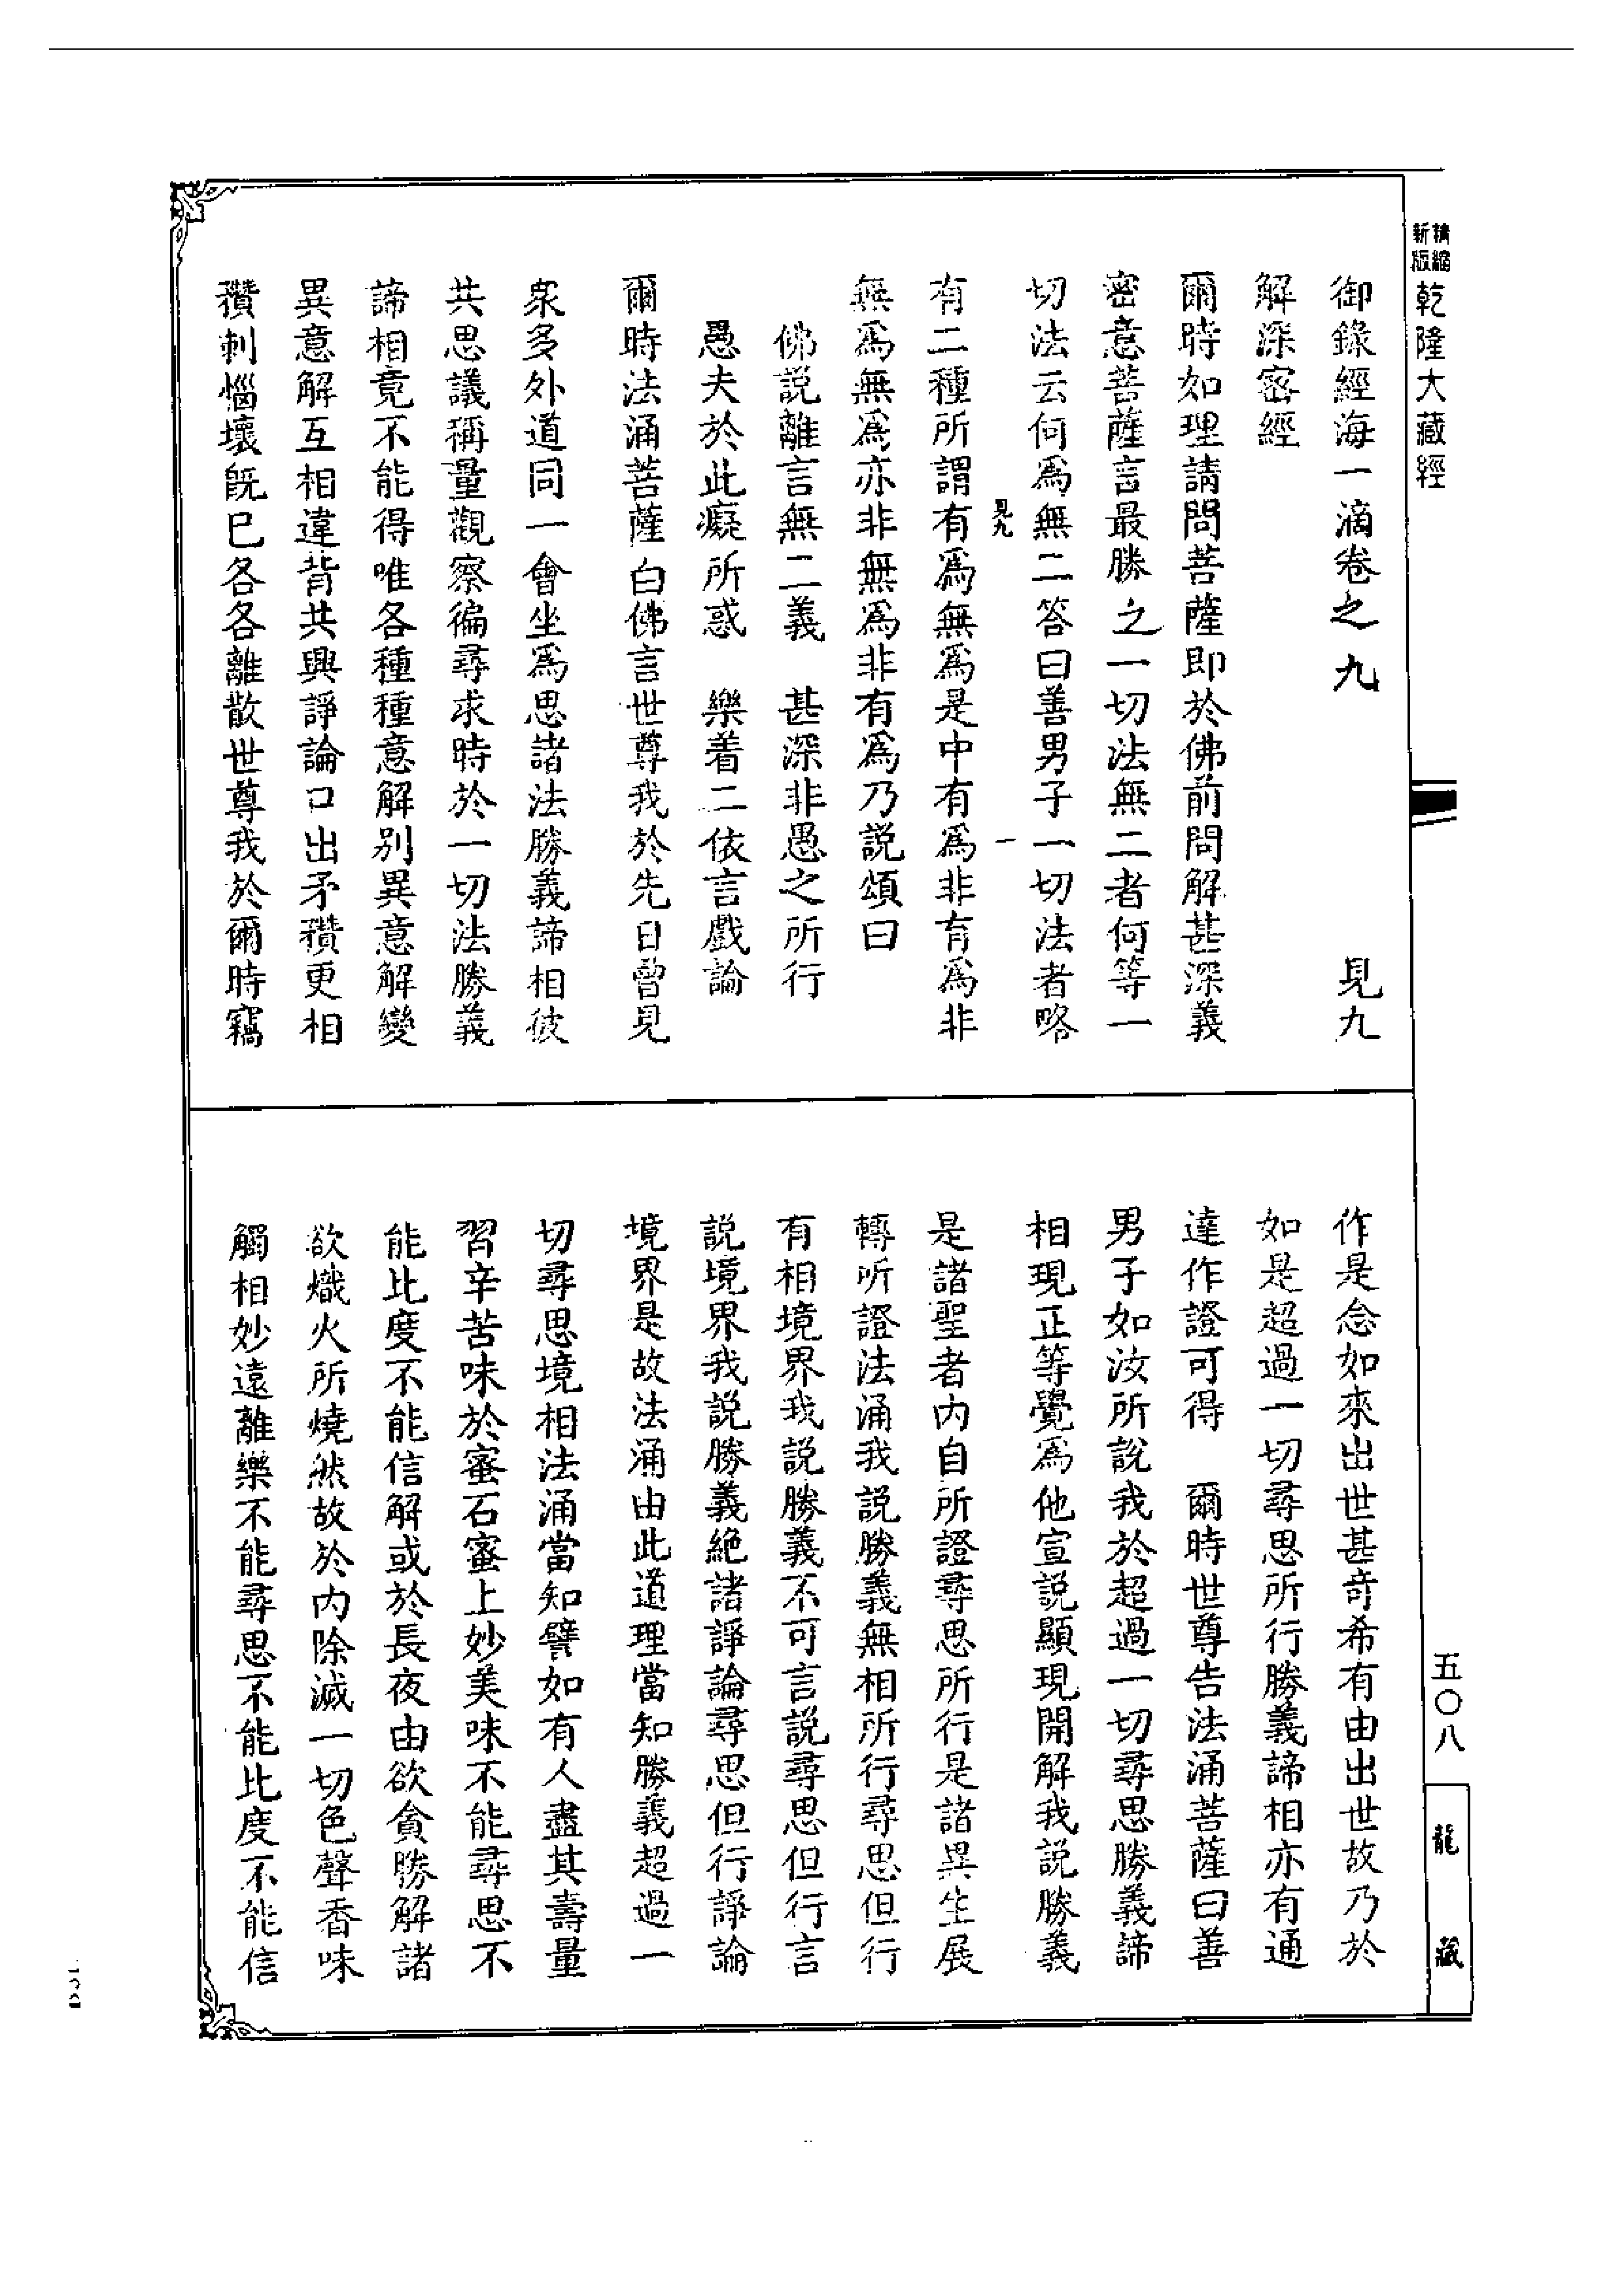 精縮新版乾隆大藏經
御錄經海一滴卷之九 見九
解深密經
爾時如理請問菩薩即於佛前問解甚深義
密意菩薩言最勝之一切法無二者何等一
切法云何爲無二答曰善男子一切法者略
見九 一
有二種所謂有爲無爲是中有爲非有爲非
無爲無爲亦非無爲非有爲乃説頌曰
佛説離言無二義 甚深非愚之所行
愚夫於此癡所惑 樂着二依言戲論
爾時法涌菩薩白佛言世尊我於先日曾見
衆多外道同一會坐爲思諸法勝義諦相彼
共思議稱量觀察徧尋求時於一切法勝義
諦相竟不能得唯各種種意解别異意解變
異意解互相違背共興諍論口出矛穳更相
穳刺惱壞旣巳各各離散世尊我於爾時竊
作是念如來出世甚竒希有由出世故乃於
如是超過一切尋思所行勝義諦相亦有通
達作證可得 爾時世尊告法涌菩薩曰善
男子如汝所説我於超過一切尋思勝義諦
相現正等覺爲他宣説顯現開解我説勝義
是諸聖者内自所證尋思所行是諸異生展
轉所證法涌我説勝義無相所行尋思但行
有相境界我説勝義不可言説尋思但行言
説境界我説勝義絶諸諍論尋思但行諍論
境界是故法涌由此道理當知勝義超過一
切尋思境相法涌當知譬如有人盡其壽量
習辛苦味於蜜石蜜上妙美味不能尋思不
能比度不能信解或於長夜由欲貪勝解諸
欲熾火所燒然故於内除滅一切色聲香味
觸相妙遠離樂不能尋思不能比度不能信
五〇八
龍藏